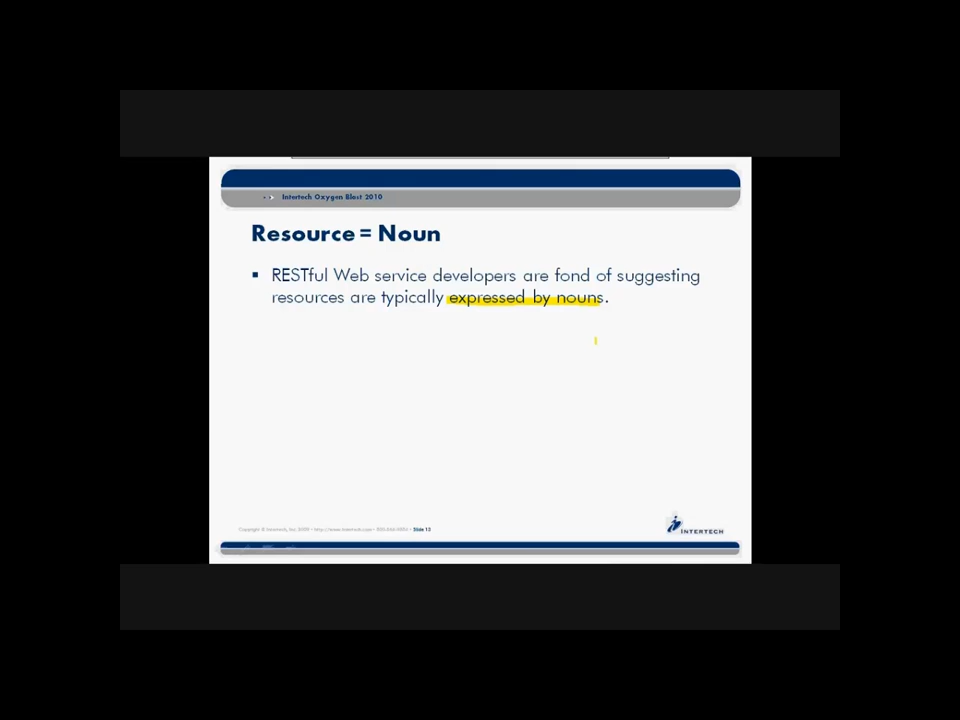 Intertech Oxygen Blast 2010
Resource = Noun
▪ RESTful Web service developers are fond of suggesting
resources are typically expressed by nouns.
Copyright © Intertech, Inc. 2009 • http://www.Intertech.com • 800-866-9884 • Slide 12
INTERTECH